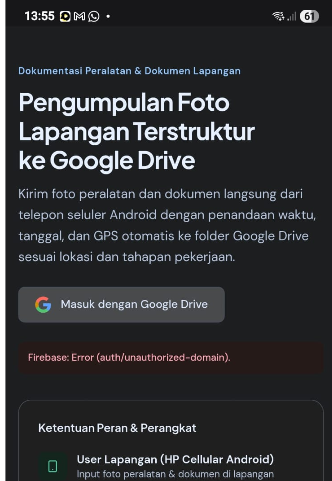 13:55
61
Dokumentasi Peralatan & Dokumen Lapangan
Pengumpulan Foto
Lapangan Terstruktur
ke Google Drive
Kirim foto peralatan dan dokumen langsung dari
telepon seluler Android dengan penandaan waktu,
tanggal, dan GPS otomatis ke folder Google Drive
sesuai lokasi dan tahapan pekerjaan.
Masuk dengan Google Drive
Firebase: Error (auth/unauthorized-domain).
Ketentuan Peran & Perangkat
User Lapangan (HP Cellular Android)
Input foto peralatan & dokumen di lapangan